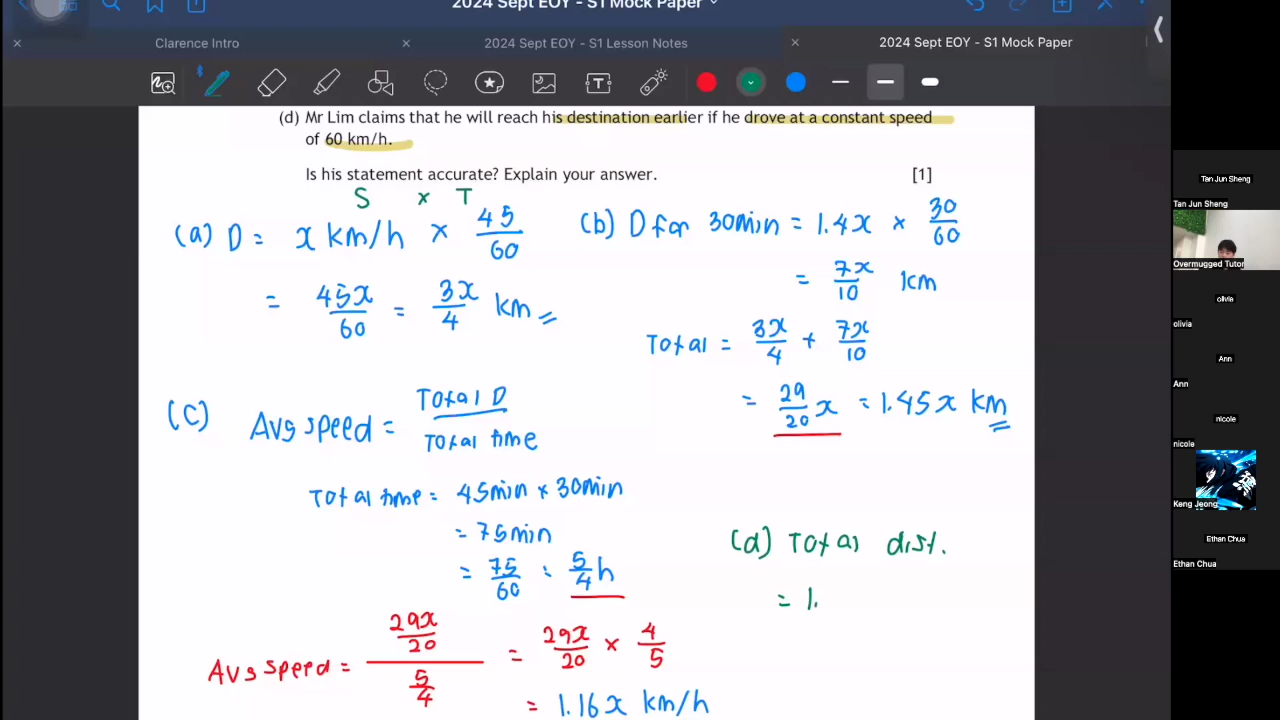 2024 Sept EOY - S1 Mock Paper
Clarence Intro
2024 Sept EOY - S1 Lesson Notes
2024 Sept EOY - S1 Mock Paper
(d) Mr Lim claims that he will reach his destination earlier if he drove at a constant speed
of 60 km/h.
Is his statement accurate? Explain your answer. [1]
S × T
(a) D = x km/h × 45/60
= 45x/60 = 3x/4 km
(b) D for 30min = 1.4x × 30/60
= 7x/10 km
Total = 3x/4 + 7x/10
= 29/20 x = 1.45x km
(c) Avg speed = Total D / Total time
Total time = 45min × 30min
= 75min
= 75/60 = 5/4 h
Avg speed = 29x/20 / 5/4 = 29x/20 × 4/5
= 1.16x km/h
(d) Total dist.
= 1.
Tan Jun Sheng
Tan Jun Sheng
Overmugged Tutor
olivia
olivia
Ann
Ann
nicole
nicole
Keng Jeong
Ethan Chua
Ethan Chua